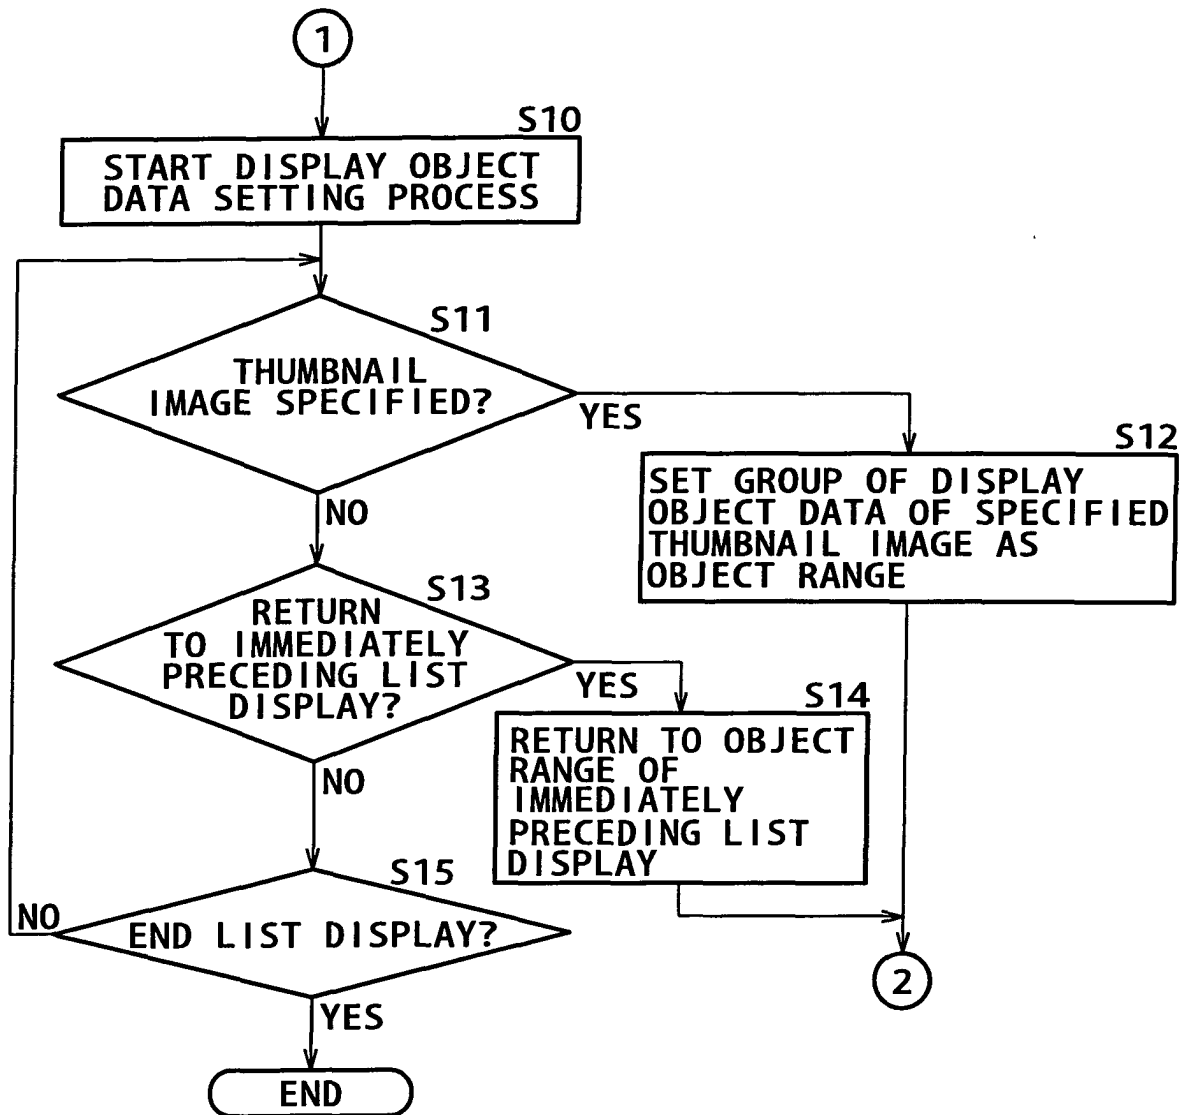 1
S10
START DISPLAY OBJECT
DATA SETTING PROCESS
S11
THUMBNAIL
IMAGE SPECIFIED?
YES
NO
S12
SET GROUP OF DISPLAY
OBJECT DATA OF SPECIFIED
THUMBNAIL IMAGE AS
OBJECT RANGE
S13
RETURN
TO IMMEDIATELY
PRECEDING LIST
DISPLAY?
YES
NO
S14
RETURN TO OBJECT
RANGE OF
IMMEDIATELY
PRECEDING LIST
DISPLAY
S15
END LIST DISPLAY?
NO
YES
2
END